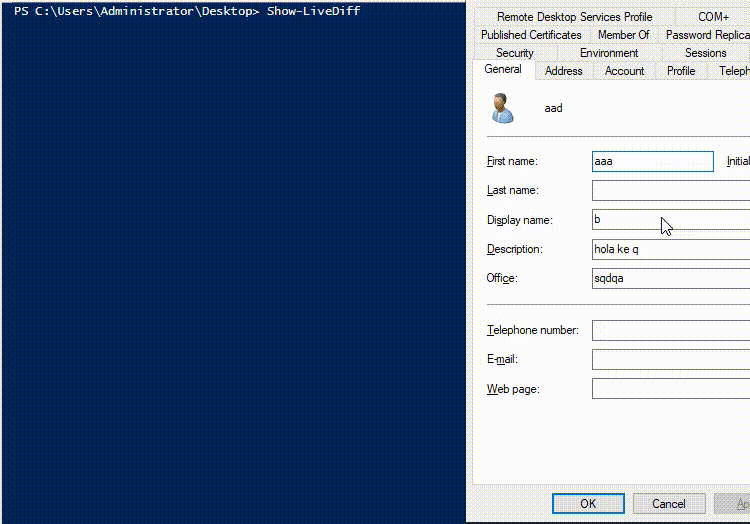 PS C:\Users\Administrator\Desktop> Show-LiveDiff
Remote Desktop Services Profile COM+
Published Certificates Member Of Password Replica
Security Environment Sessions
General Address Account Profile Teleph
aad
First name: aaa Initial
Last name:
Display name: b
Description: hola ke q
Office: sqdqa
Telephone number:
E-mail:
Web page:
OK Cancel Ap